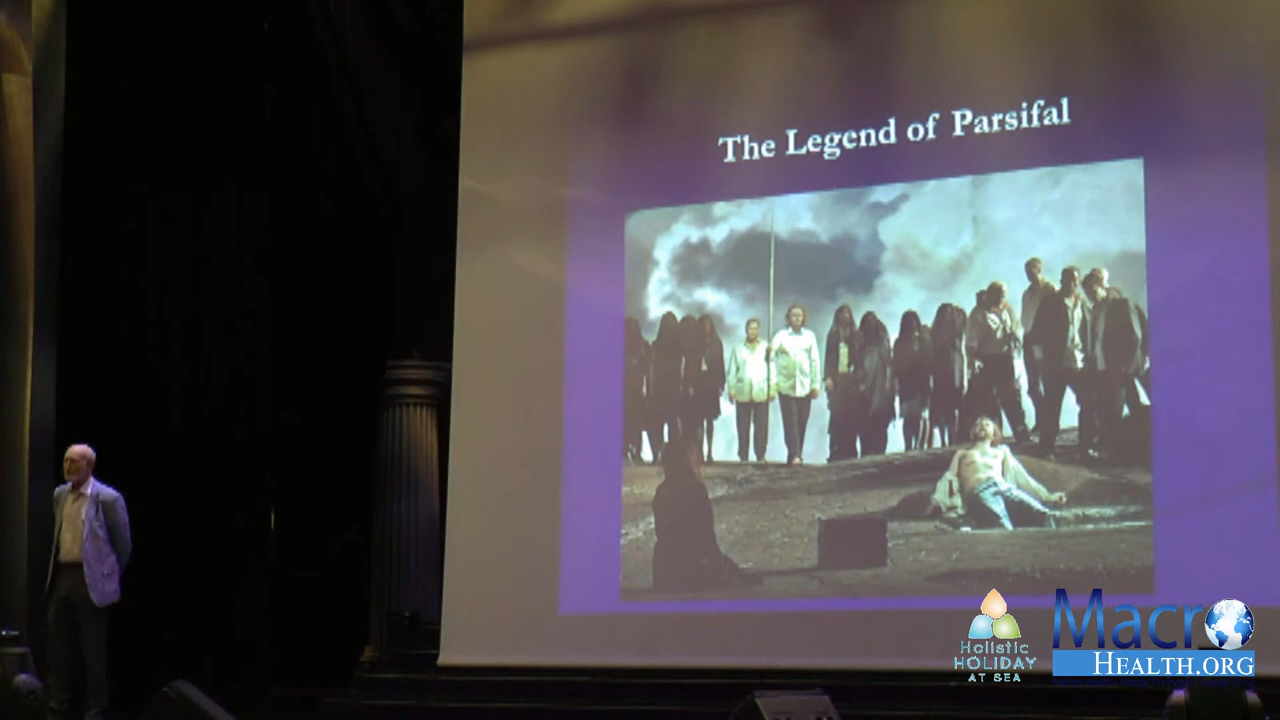 The Legend of Parsifal
Holistic
HOLIDAY
AT SEA
Macro
HEALTH.ORG